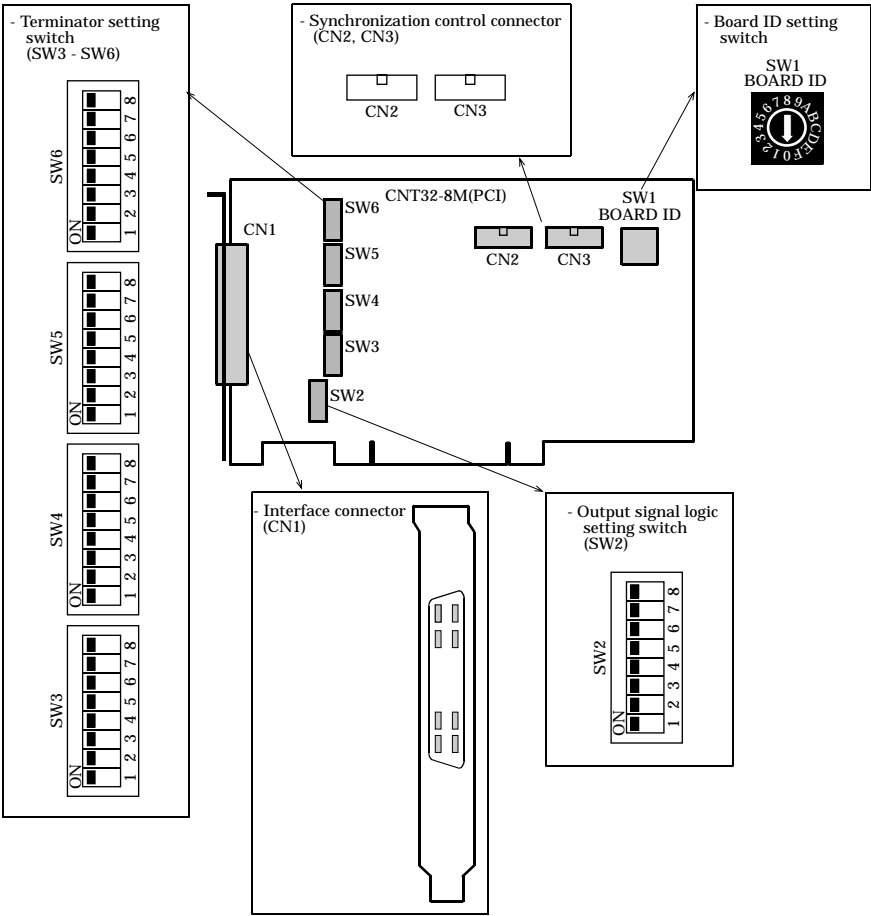 - Terminator setting
switch
(SW3 - SW6)
SW6
ON
1 2 3 4 5 6 7 8
SW5
ON
1 2 3 4 5 6 7 8
SW4
ON
1 2 3 4 5 6 7 8
SW3
ON
1 2 3 4 5 6 7 8
- Synchronization control connector
(CN2, CN3)
CN2
CN3
- Board ID setting
switch
SW1
BOARD ID
0123456789ABCDEF
CNT32-8M(PCI)
CN1
SW6
SW5
SW4
SW3
SW2
CN2
CN3
SW1
BOARD ID
- Interface connector
(CN1)
- Output signal logic
setting switch
(SW2)
SW2
ON
1 2 3 4 5 6 7 8